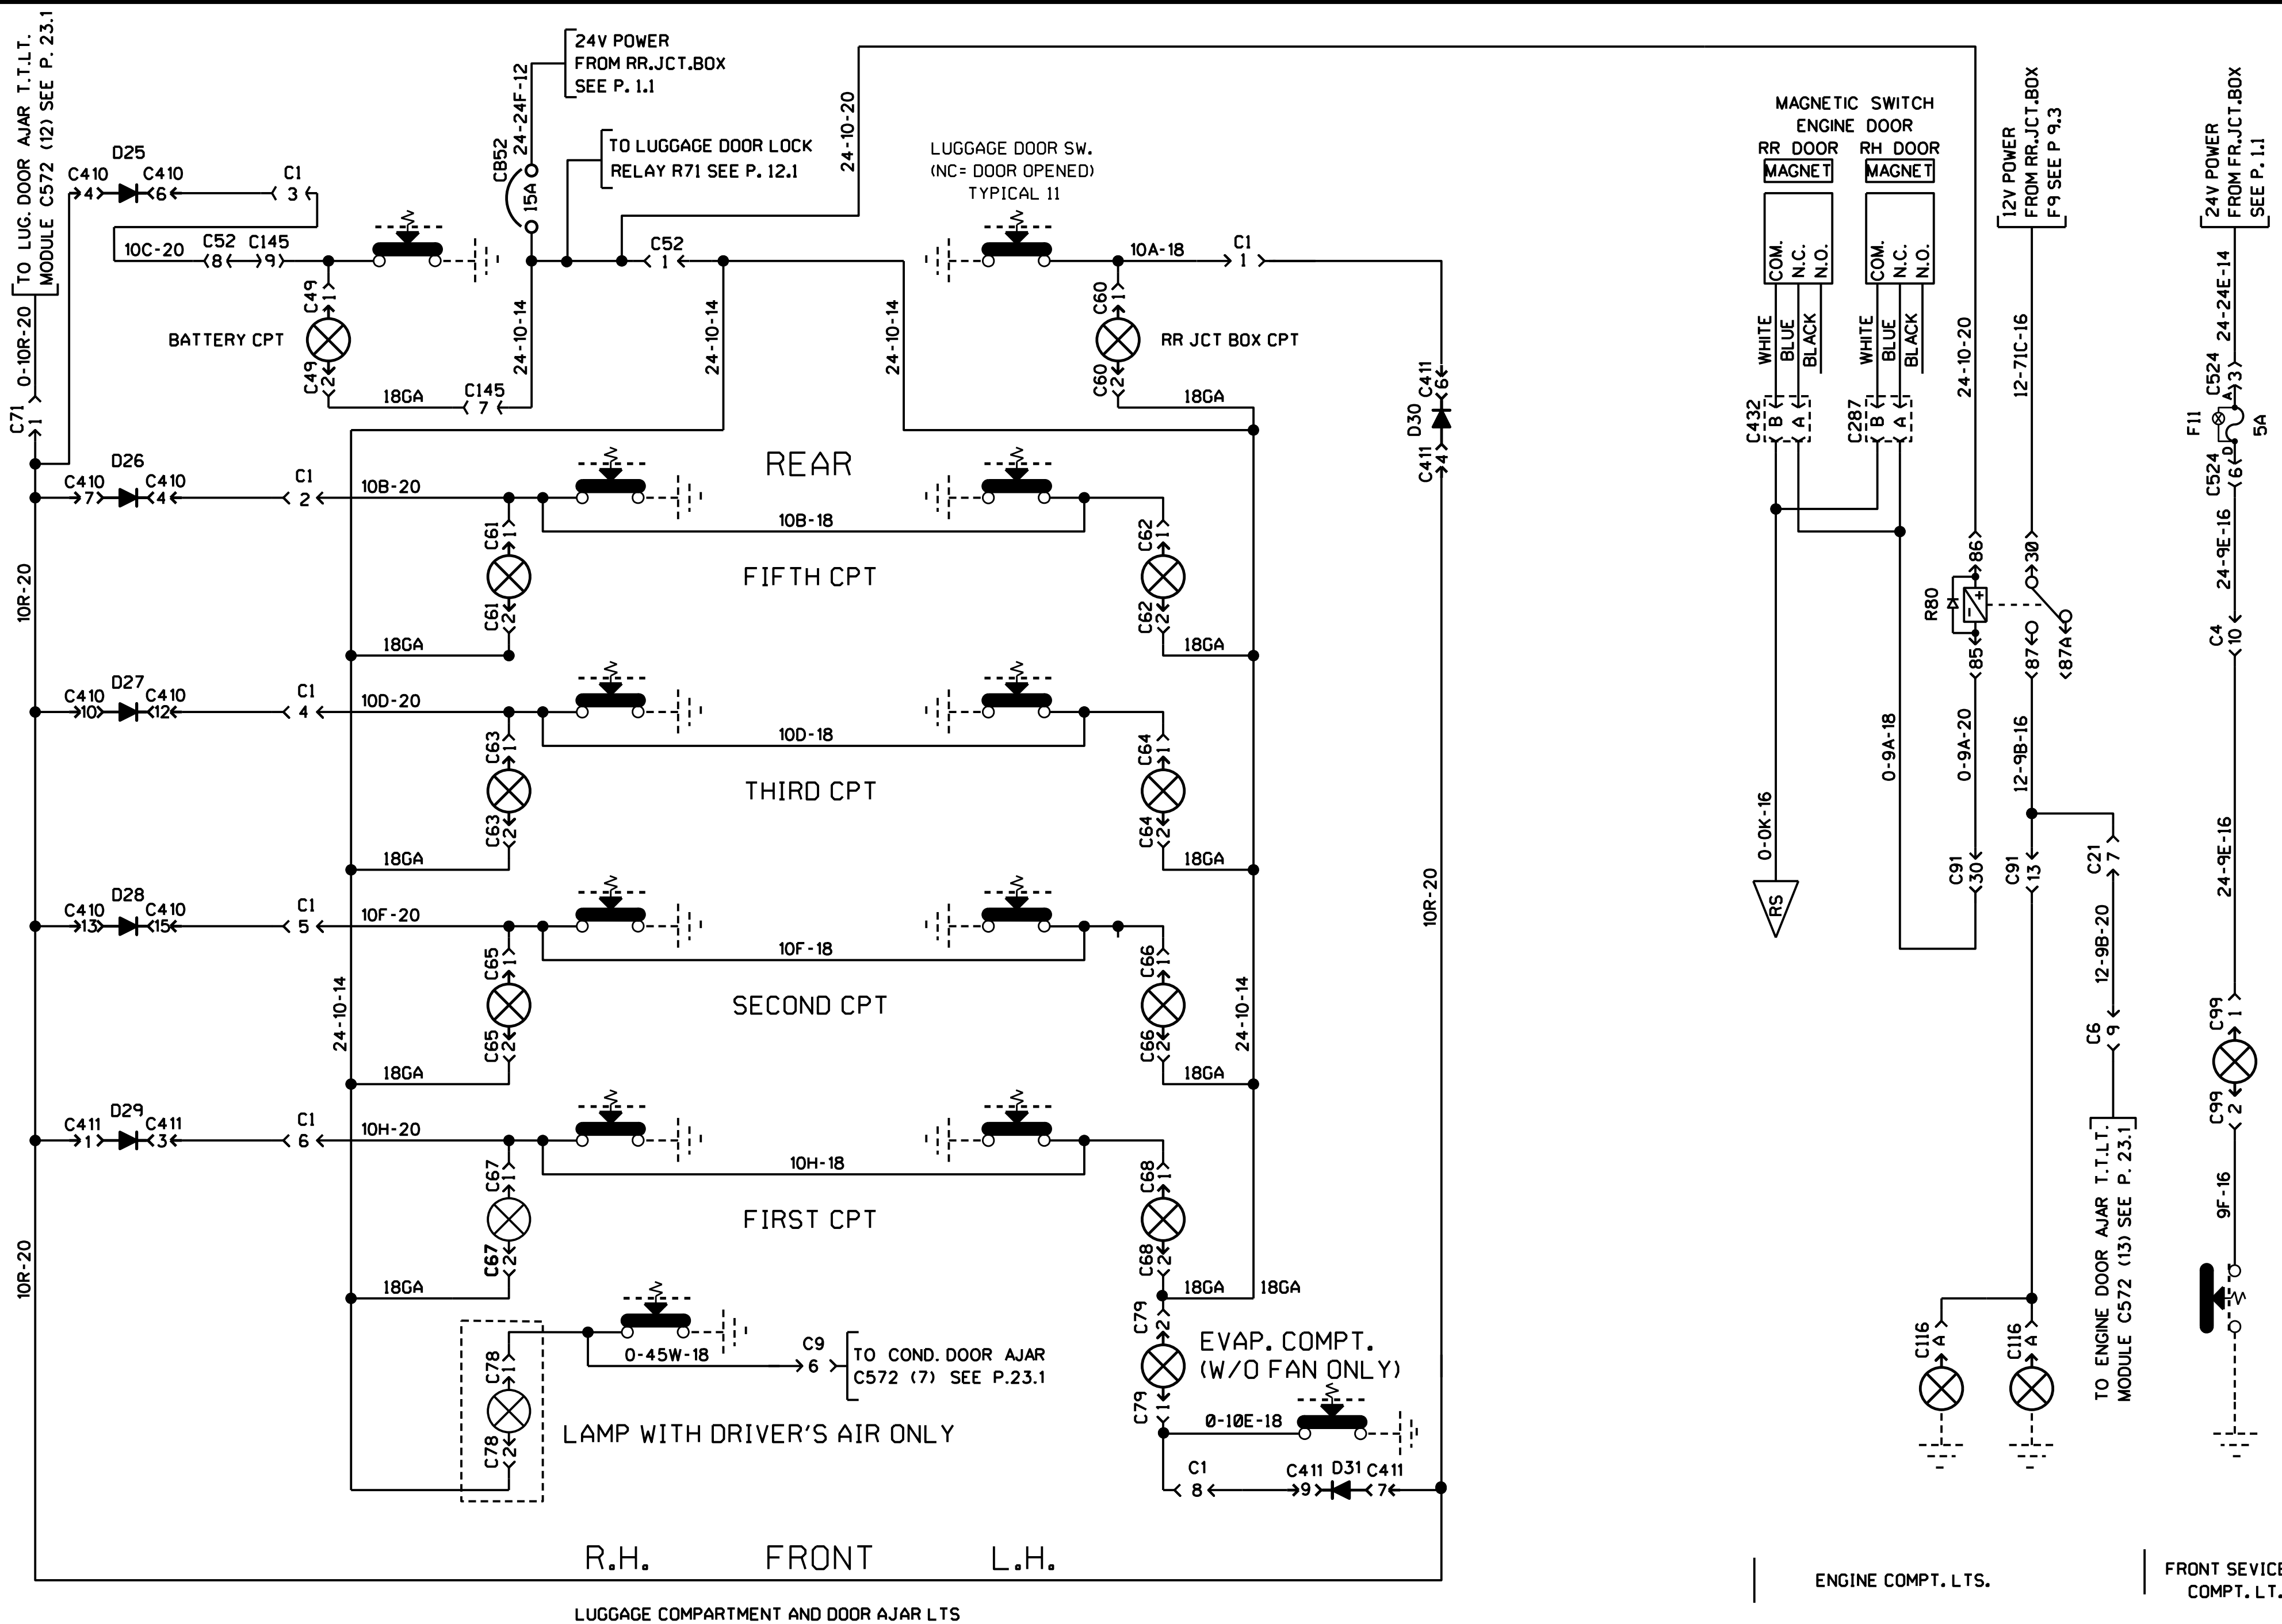 TO LUG. DOOR AJAR T.T.LT.
MODULE C572 (12) SEE P. 23.1
0-10R-20
C71
1
10R-20
10R-20
D25
C410
4
C410
6
C1
3
10C-20
C52
8
C145
9
C49
1
BATTERY CPT
C49
2
18GA
C145
7
24V POWER
FROM RR.JCT.BOX
SEE P. 1.1
24-24F-12
CB52
15A
TO LUGGAGE DOOR LOCK
RELAY R71 SEE P. 12.1
24-10-20
C52
1
24-10-14
24-10-14
24-10-14
LUGGAGE DOOR SW.
(NC= DOOR OPENED)
TYPICAL 11
10A-18
C1
1
C60
1
RR JCT BOX CPT
C60
2
18GA
C411
6
D30
C411
4
10R-20
REAR
D26
C410
7
C410
4
C1
2
10B-20
10B-18
C61
1
C61
2
18GA
FIFTH CPT
C62
1
C62
2
18GA
D27
C410
10
C410
12
C1
4
10D-20
10D-18
C63
1
C63
2
18GA
THIRD CPT
C64
1
C64
2
18GA
D28
C410
13
C410
15
C1
5
10F-20
10F-18
24-10-14
C65
1
C65
2
18GA
SECOND CPT
C66
1
C66
2
18GA
24-10-14
D29
C411
1
C411
3
C1
6
10H-20
10H-18
C67
1
C67
2
18GA
FIRST CPT
C68
1
C68
2
18GA
18GA
C78
1
C78
2
0-45W-18
C9
6
TO COND. DOOR AJAR
C572 (7) SEE P.23.1
LAMP WITH DRIVER'S AIR ONLY
C79
2
C79
1
EVAP. COMPT.
(W/O FAN ONLY)
0-10E-18
C1
8
C411
9
D31
C411
7
R.H.
FRONT
L.H.
LUGGAGE COMPARTMENT AND DOOR AJAR LTS
MAGNETIC SWITCH
ENGINE DOOR
RR DOOR
RH DOOR
MAGNET
MAGNET
COM.
N.C.
N.O.
COM.
N.C.
N.O.
WHITE
BLUE
BLACK
WHITE
BLUE
BLACK
C432
B
A
C287
B
A
0-0K-16
RS
0-9A-18
24-10-20
12V POWER
FROM RR.JCT.BOX
F9 SEE P 9.3
12-71C-16
R80
86
30
85
87
87A
0-9A-20
12-9B-16
C91
30
C91
13
C21
7
12-9B-20
C6
9
TO ENGINE DOOR AJAR T.T.LT.
MODULE C572 (13) SEE P. 23.1
C116
A
C116
A
ENGINE COMPT. LTS.
24V POWER
FROM FR.JCT.BOX
SEE P. 1.1
24-24E-14
C524
3
A
F11
5A
D
C524
6
24-9E-16
C4
10
24-9E-16
C99
1
C99
2
9F-16
FRONT SEVICE
COMPT. LT.